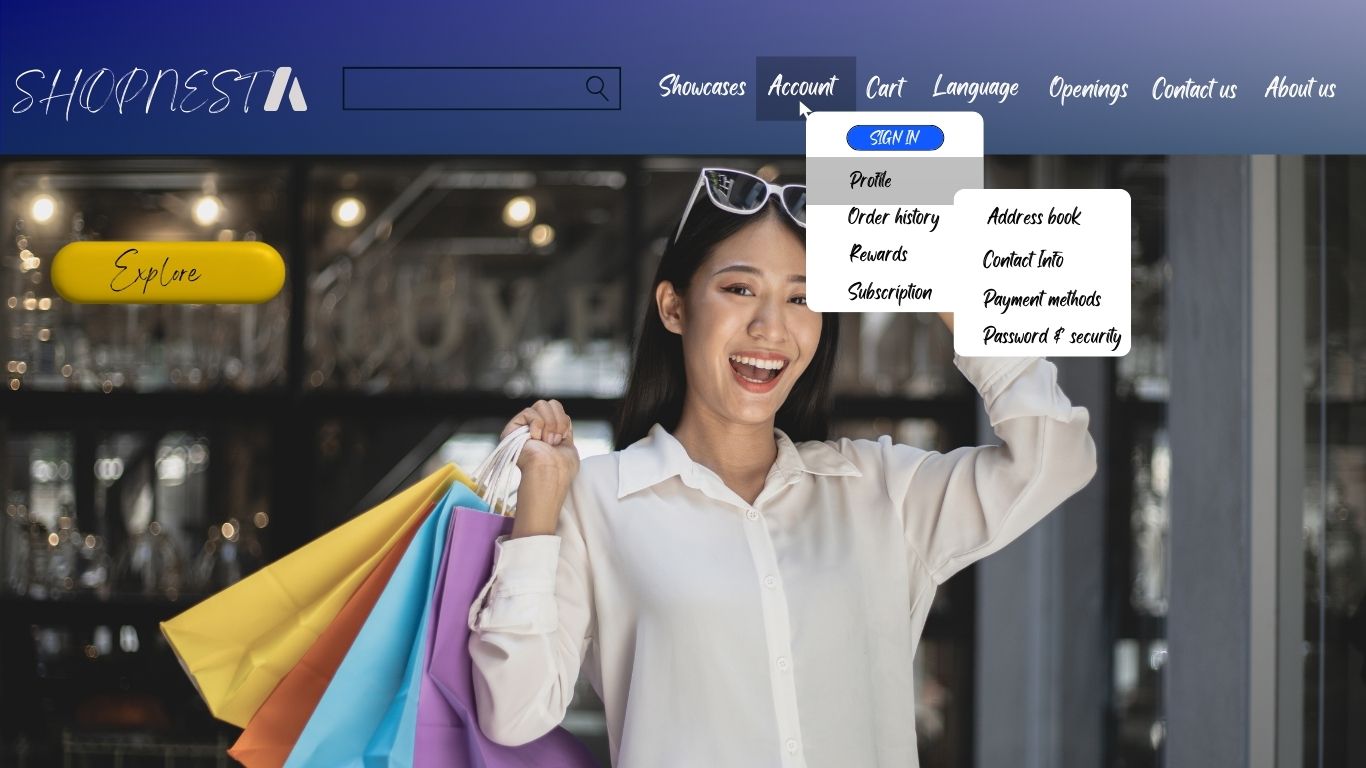 SHOPNEST
Showcases
Account
Cart
Language
Openings
Contact us
About us
SIGN IN
Profile
Order history
Rewards
Subscription
Address book
Contact Info
Payment methods
Password & security
Explore